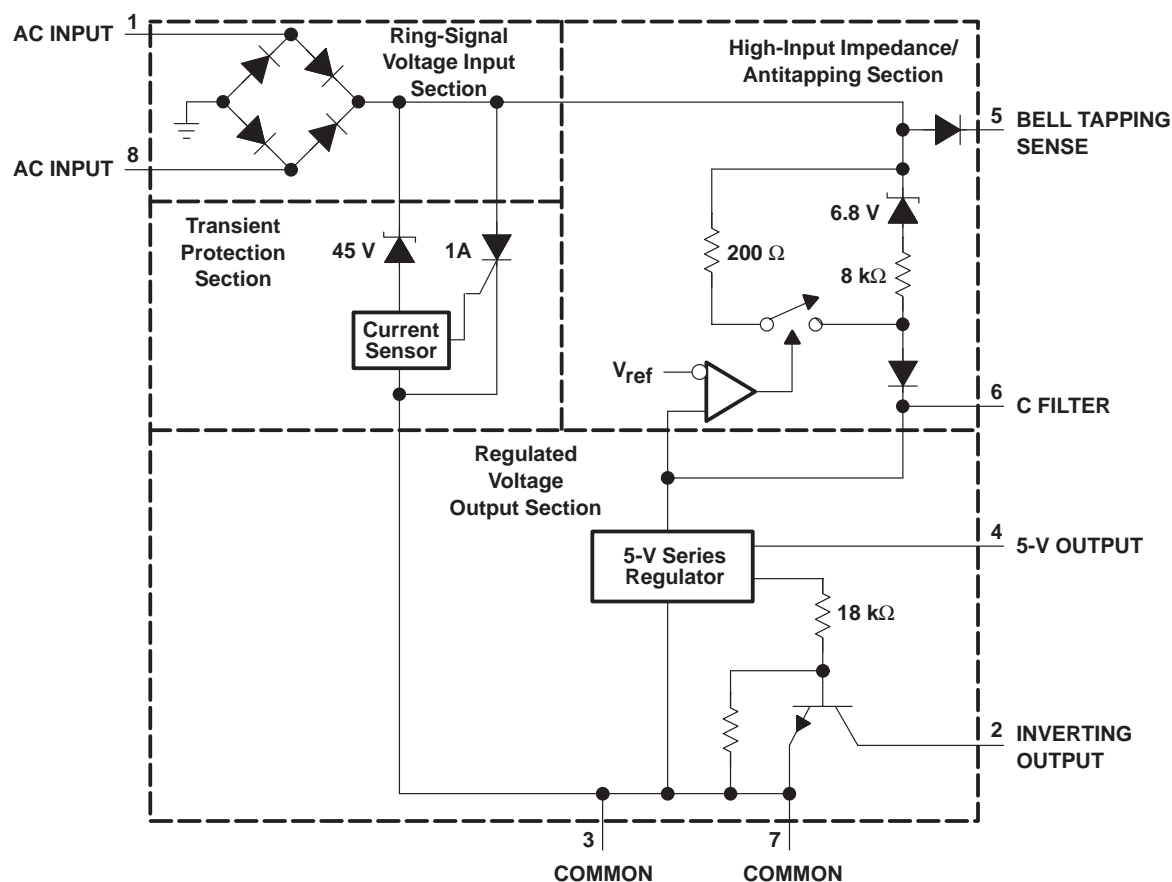 AC INPUT
1
Ring-Signal
Voltage Input
Section
High-Input Impedance/
Antitapping Section
5
BELL TAPPING
SENSE
AC INPUT
8
Transient
Protection
Section
45 V
1A
6.8 V
200 Ω
8 kΩ
Current
Sensor
Vref
6
C FILTER
Regulated
Voltage
Output Section
4
5-V OUTPUT
5-V Series
Regulator
18 kΩ
2
INVERTING
OUTPUT
3
7
COMMON
COMMON